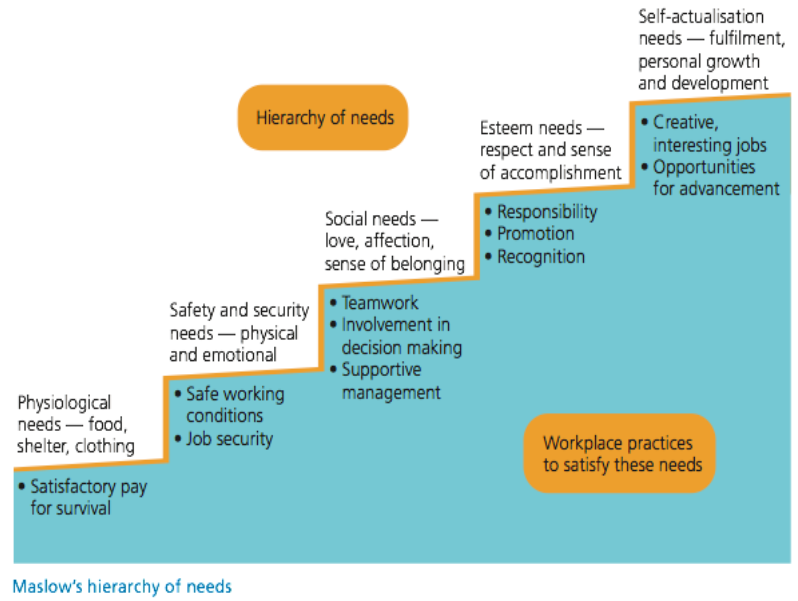 Self-actualisation
needs — fulfilment,
personal growth
and development
Hierarchy of needs
• Creative,
interesting jobs
• Opportunities
for advancement
Esteem needs —
respect and sense
of accomplishment
• Responsibility
• Promotion
• Recognition
Social needs —
love, affection,
sense of belonging
• Teamwork
• Involvement in
decision making
• Supportive
management
Safety and security
needs — physical
and emotional
• Safe working
conditions
• Job security
Physiological
needs — food,
shelter, clothing
• Satisfactory pay
for survival
Workplace practices
to satisfy these needs
Maslow's hierarchy of needs